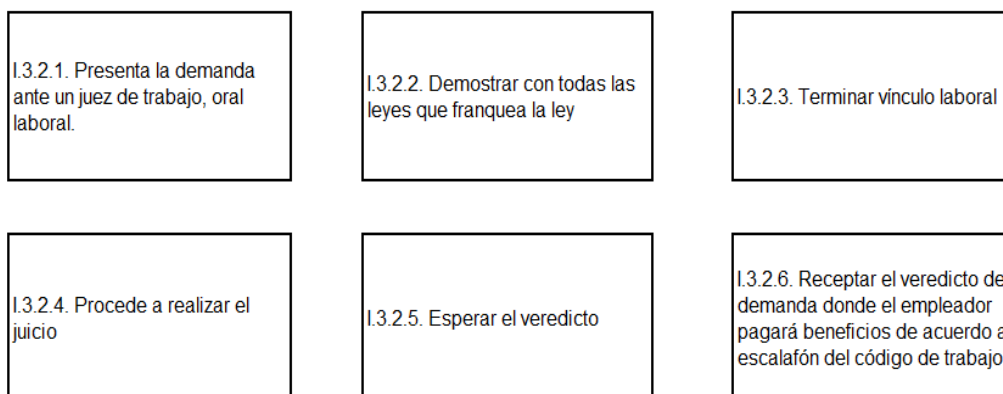 I.3.2.1. Presenta la demanda
ante un juez de trabajo, oral
laboral.
I.3.2.2. Demostrar con todas las
leyes que franquea la ley
I.3.2.3. Terminar vínculo laboral
I.3.2.4. Procede a realizar el
juicio
I.3.2.5. Esperar el veredicto
I.3.2.6. Receptar el veredicto de
demanda donde el empleador
pagará beneficios de acuerdo a
escalafón del código de trabajo